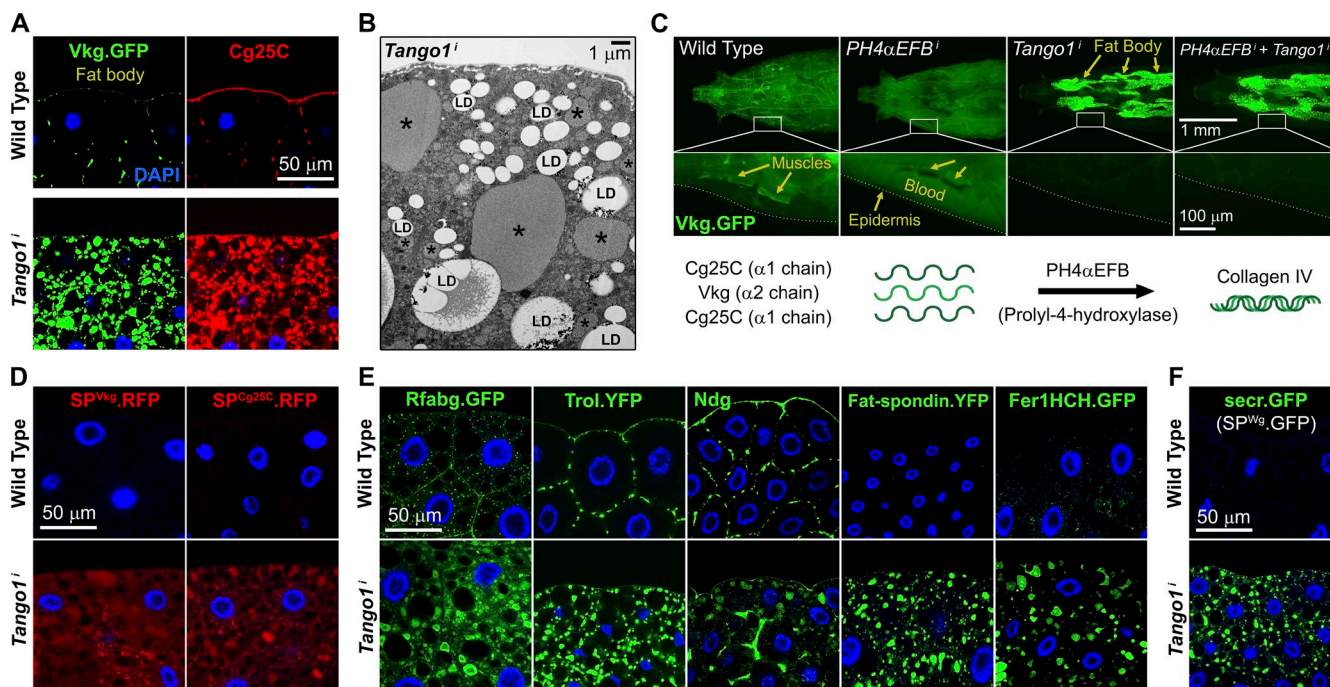 A
Vkg.GFP
Cg25C
Fat body
Wild Type
DAPI
50 μm
Tango1ⁱ
B
Tango1ⁱ
1 μm
LD
*
LD
*
*
LD
LD
*
LD
*
LD
*
*
*
LD
LD
*
LD
C
Wild Type
PH4αEFBⁱ
Tango1ⁱ
PH4αEFBⁱ + Tango1ⁱ
Fat Body
1 mm
Muscles
Blood
Epidermis
Vkg.GFP
100 μm
Cg25C (α1 chain)
Vkg (α2 chain)
Cg25C (α1 chain)
PH4αEFB
(Prolyl-4-hydroxylase)
Collagen IV
D
SPVkg.RFP
SPCg25C.RFP
Wild Type
50 μm
Tango1ⁱ
E
Rfabg.GFP
Trol.YFP
Ndg
Fat-spondin.YFP
Fer1HCH.GFP
Wild Type
50 μm
Tango1ⁱ
F
secr.GFP
(SPWg.GFP)
Wild Type
50 μm
Tango1ⁱ